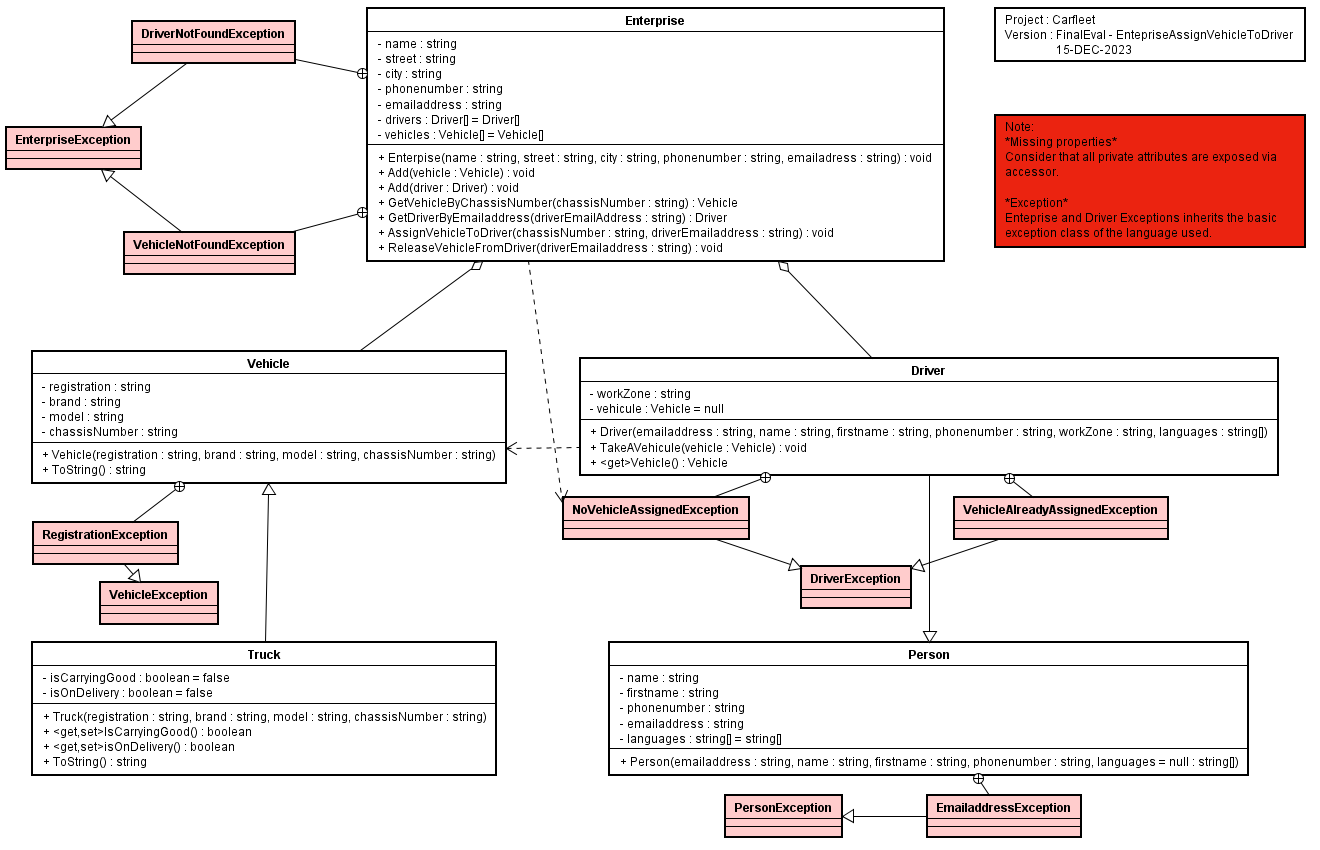 DriverNotFoundException
EnterpriseException
VehicleNotFoundException
Enterprise
- name : string
- street : string
- city : string
- phonenumber : string
- emailaddress : string
- drivers : Driver[] = Driver[]
- vehicles : Vehicle[] = Vehicle[]
+ Enterpise(name : string, street : string, city : string, phonenumber : string, emailadress : string) : void
+ Add(vehicle : Vehicle) : void
+ Add(driver : Driver) : void
+ GetVehicleByChassisNumber(chassisNumber : string) : Vehicle
+ GetDriverByEmailaddress(driverEmailAddress : string) : Driver
+ AssignVehicleToDriver(chassisNumber : string, driverEmailaddress : string) : void
+ ReleaseVehicleFromDriver(driverEmailaddress : string) : void
Project : Carfleet
Version : FinalEval - EntepriseAssignVehicleToDriver
15-DEC-2023
Note:
*Missing properties*
Consider that all private attributes are exposed via
accessor.
*Exception*
Enteprise and Driver Exceptions inherits the basic
exception class of the language used.
Vehicle
- registration : string
- brand : string
- model : string
- chassisNumber : string
+ Vehicle(registration : string, brand : string, model : string, chassisNumber : string)
+ ToString() : string
Driver
- workZone : string
- vehicule : Vehicle = null
+ Driver(emailaddress : string, name : string, firstname : string, phonenumber : string, workZone : string, languages : string[])
+ TakeAVehicule(vehicle : Vehicle) : void
+ <get>Vehicle() : Vehicle
RegistrationException
VehicleException
NoVehicleAssignedException
VehicleAlreadyAssignedException
DriverException
Truck
- isCarryingGood : boolean = false
- isOnDelivery : boolean = false
+ Truck(registration : string, brand : string, model : string, chassisNumber : string)
+ <get,set>IsCarryingGood() : boolean
+ <get,set>isOnDelivery() : boolean
+ ToString() : string
Person
- name : string
- firstname : string
- phonenumber : string
- emailaddress : string
- languages : string[] = string[]
+ Person(emailaddress : string, name : string, firstname : string, phonenumber : string, languages = null : string[])
PersonException
EmailaddressException